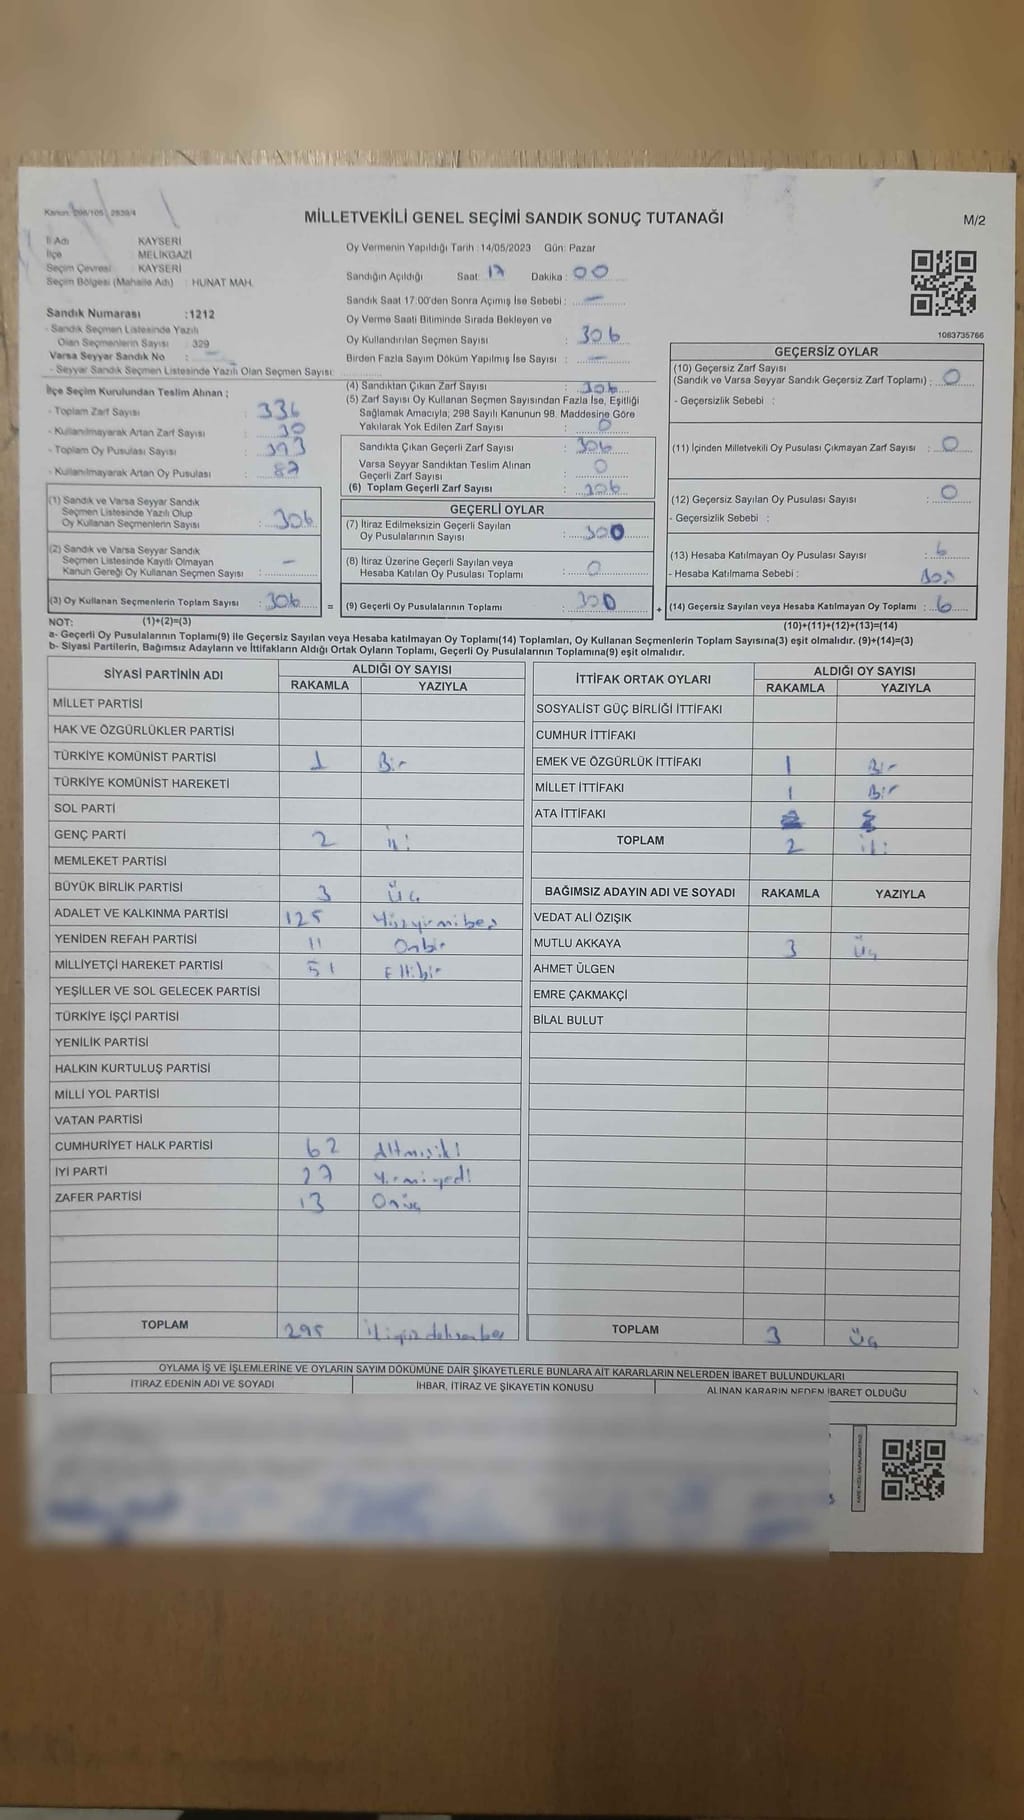 Kanun: 298/105 2839/4
MİLLETVEKİLİ GENEL SEÇİMİ SANDIK SONUÇ TUTANAĞI
M/2
İl Adı KAYSERİ
İlçe MELİKGAZİ
Seçim Çevresi KAYSERİ
Seçim Bölgesi (Mahalle Adı) : HUNAT MAH.
Oy Vermenin Yapıldığı Tarih :14/05/2023 Gün: Pazar
Sandığın Açıldığı Saat: 17 Dakika: 00
Sandık Saat 17:00'den Sonra Açımış İse Sebebi : –
Sandık Numarası :1212
- Sandık Seçmen Listesinde Yazılı
Olan Seçmenlerin Sayısı : 329
Varsa Seyyar Sandık No : –
- Seyyar Sandık Seçmen Listesinde Yazılı Olan Seçmen Sayısı:
Oy Verme Saati Bitiminde Sırada Bekleyen ve
Oy Kullandırılan Seçmen Sayısı : 306
Birden Fazla Sayım Döküm Yapılmış İse Sayısı : –
1083735766
İlçe Seçim Kurulundan Teslim Alınan ;
- Toplam Zarf Sayısı : 336
- Kullanılmayarak Artan Zarf Sayısı : 30
- Toplam Oy Pusulası Sayısı : 393
- Kullanılmayarak Artan Oy Pusulası : 87
(4) Sandıktan Çıkan Zarf Sayısı : 306
(5) Zarf Sayısı Oy Kullanan Seçmen Sayısından Fazla İse, Eşitliği
Sağlamak Amacıyla; 298 Sayılı Kanunun 98. Maddesine Göre
Yakılarak Yok Edilen Zarf Sayısı : 0
Sandıkta Çıkan Geçerli Zarf Sayısı : 306
Varsa Seyyar Sandıktan Teslim Alınan
Geçerli Zarf Sayısı : 0
(6) Toplam Geçerli Zarf Sayısı : 306
GEÇERSİZ OYLAR
(10) Geçersiz Zarf Sayısı
(Sandık ve Varsa Seyyar Sandık Geçersiz Zarf Toplamı) : 0
- Geçersizlik Sebebi :
(11) İçinden Milletvekili Oy Pusulası Çıkmayan Zarf Sayısı : 0
(12) Geçersiz Sayılan Oy Pusulası Sayısı : 0
- Geçersizlik Sebebi :
(13) Hesaba Katılmayan Oy Pusulası Sayısı : 6
- Hesaba Katılmama Sebebi : Boş
(14) Geçersiz Sayılan veya Hesaba Katılmayan Oy Toplamı : 6
(10)+(11)+(12)+(13)=(14)
(1) Sandık ve Varsa Seyyar Sandık
Seçmen Listesinde Yazılı Olup
Oy Kullanan Seçmenlerin Sayısı : 306
(2) Sandık ve Varsa Seyyar Sandık
Seçmen Listesinde Kayıtlı Olmayan
Kanun Gereği Oy Kullanan Seçmen Sayısı : –
(3) Oy Kullanan Seçmenlerin Toplam Sayısı : 306 =
(1)+(2)=(3)
GEÇERLİ OYLAR
(7) İtiraz Edilmeksizin Geçerli Sayılan
Oy Pusulalarının Sayısı : 300
(8) İtiraz Üzerine Geçerli Sayılan veya
Hesaba Katılan Oy Pusulası Toplamı : 0
(9) Geçerli Oy Pusulalarının Toplamı : 300 +
NOT:
a- Geçerli Oy Pusulalarının Toplamı(9) ile Geçersiz Sayılan veya Hesaba katılmayan Oy Toplamı(14) Toplamları, Oy Kullanan Seçmenlerin Toplam Sayısına(3) eşit olmalıdır. (9)+(14)=(3)
b- Siyasi Partilerin, Bağımsız Adayların ve İttifakların Aldığı Ortak Oyların Toplamı, Geçerli Oy Pusulalarının Toplamına(9) eşit olmalıdır.
SİYASİ PARTİNİN ADI ALDIĞI OY SAYISI
RAKAMLA YAZIYLA
MİLLET PARTİSİ
HAK VE ÖZGÜRLÜKLER PARTİSİ
TÜRKİYE KOMÜNİST PARTİSİ 1 Bir
TÜRKİYE KOMÜNİST HAREKETİ
SOL PARTİ
GENÇ PARTİ 2 iki
MEMLEKET PARTİSİ
BÜYÜK BİRLİK PARTİSİ 3 Üç
ADALET VE KALKINMA PARTİSİ 125 Yüzyirmibeş
YENİDEN REFAH PARTİSİ 11 Onbir
MİLLİYETÇİ HAREKET PARTİSİ 51 Ellibir
YEŞİLLER VE SOL GELECEK PARTİSİ
TÜRKİYE İŞÇİ PARTİSİ
YENİLİK PARTİSİ
HALKIN KURTULUŞ PARTİSİ
MİLLİ YOL PARTİSİ
VATAN PARTİSİ
CUMHURİYET HALK PARTİSİ 62 Altmışiki
İYİ PARTİ 27 Yirmiyedi
ZAFER PARTİSİ 13 Onüç
TOPLAM 295 İkiyüzdoksanbeş
İTTİFAK ORTAK OYLARI ALDIĞI OY SAYISI
RAKAMLA YAZIYLA
SOSYALİST GÜÇ BİRLİĞİ İTTİFAKI
CUMHUR İTTİFAKI
EMEK VE ÖZGÜRLÜK İTTİFAKI 1 Bir
MİLLET İTTİFAKI 1 Bir
ATA İTTİFAKI
TOPLAM 2 iki
BAĞIMSIZ ADAYIN ADI VE SOYADI RAKAMLA YAZIYLA
VEDAT ALİ ÖZIŞIK
MUTLU AKKAYA 3 Üç
AHMET ÜLGEN
EMRE ÇAKMAKÇİ
BİLAL BULUT
TOPLAM 3 Üç
OYLAMA İŞ VE İŞLEMLERİNE VE OYLARIN SAYIM DÖKÜMÜNE DAİR ŞİKAYETLERLE BUNLARA AİT KARARLARIN NELERDEN İBARET BULUNDUKLARI
İTİRAZ EDENİN ADI VE SOYADI İHBAR, İTİRAZ VE ŞİKAYETİN KONUSU ALINAN KARARIN NEDEN İBARET OLDUĞU